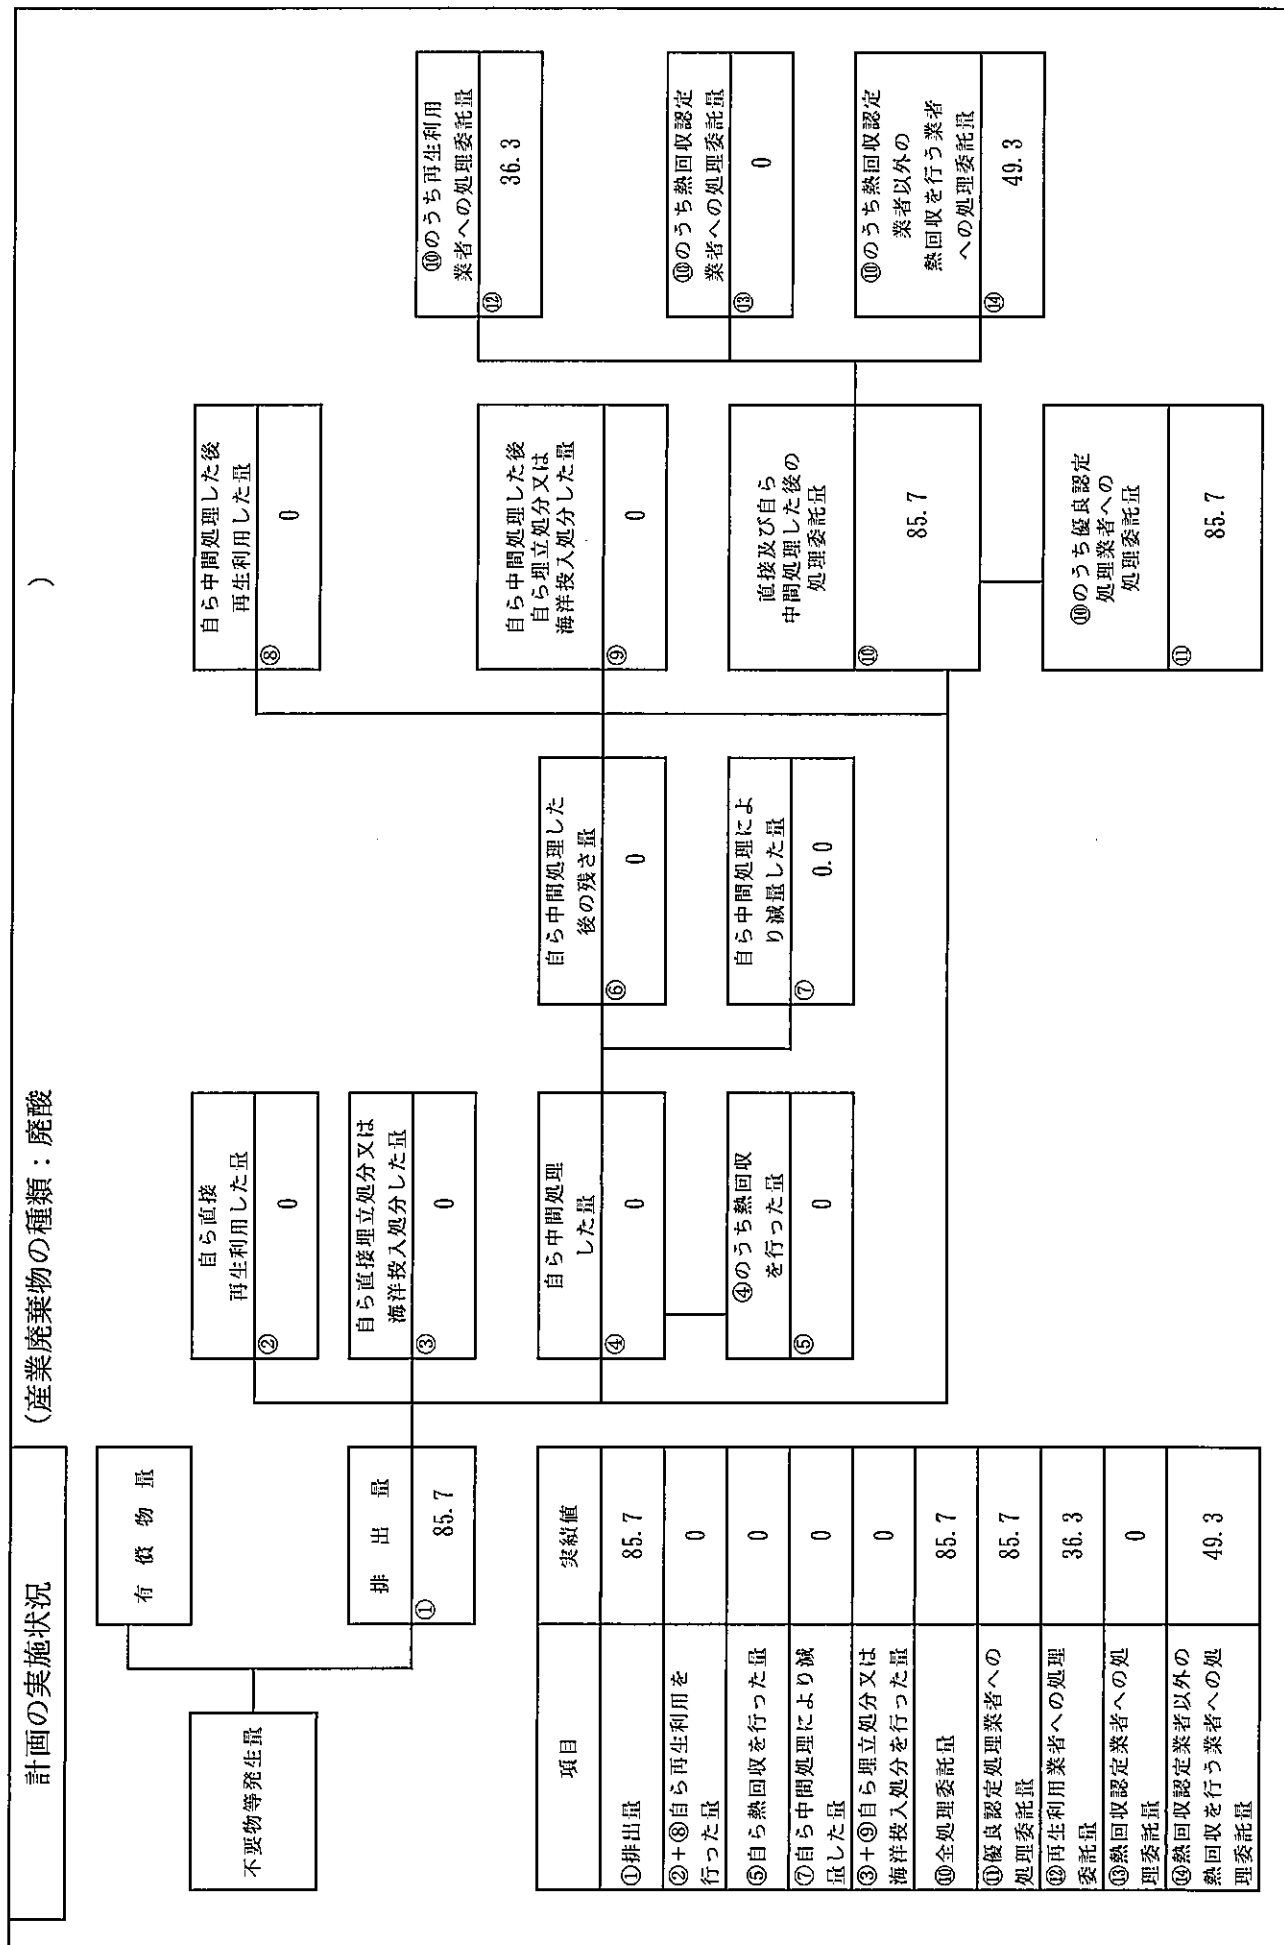 計画の実施状況
(産業廃棄物の種類：廃酸
)
不要物等発生量
有償物量
排出量
①
85.7
自ら直接
再生利用した量
②
0
自ら直接埋立処分又は
海洋投入処分した量
③
0
自ら中間処理
した量
④
0
④のうち熱回収
を行った量
⑤
0
自ら中間処理した
後の残さ量
⑥
0
自ら中間処理によ
り減量した量
⑦
0.0
自ら中間処理した後
再生利用した量
⑧
0
自ら中間処理した後
自ら埋立処分又は
海洋投入処分した量
⑨
0
直接及び自ら
中間処理した後の
処理委託量
⑩
85.7
⑩のうち優良認定
処理業者への
処理委託量
⑪
85.7
⑩のうち再生利用
業者への処理委託量
⑫
36.3
⑩のうち熱回収認定
業者への処理委託量
⑬
0
⑩のうち熱回収認定
業者以外の
熱回収を行う業者
への処理委託量
⑭
49.3
項目 実績値
①排出量 85.7
②+⑧自ら再生利用を
行った量 0
⑤自ら熱回収を行った量 0
⑦自ら中間処理により減
量した量 0
③+⑨自ら埋立処分又は
海洋投入処分を行った量 0
⑩全処理委託量 85.7
⑪優良認定処理業者への
処理委託量 85.7
⑫再生利用業者への処理
委託量 36.3
⑬熱回収認定業者への処
理委託量 0
⑭熱回収認定業者以外の
熱回収を行う業者への処
理委託量 49.3